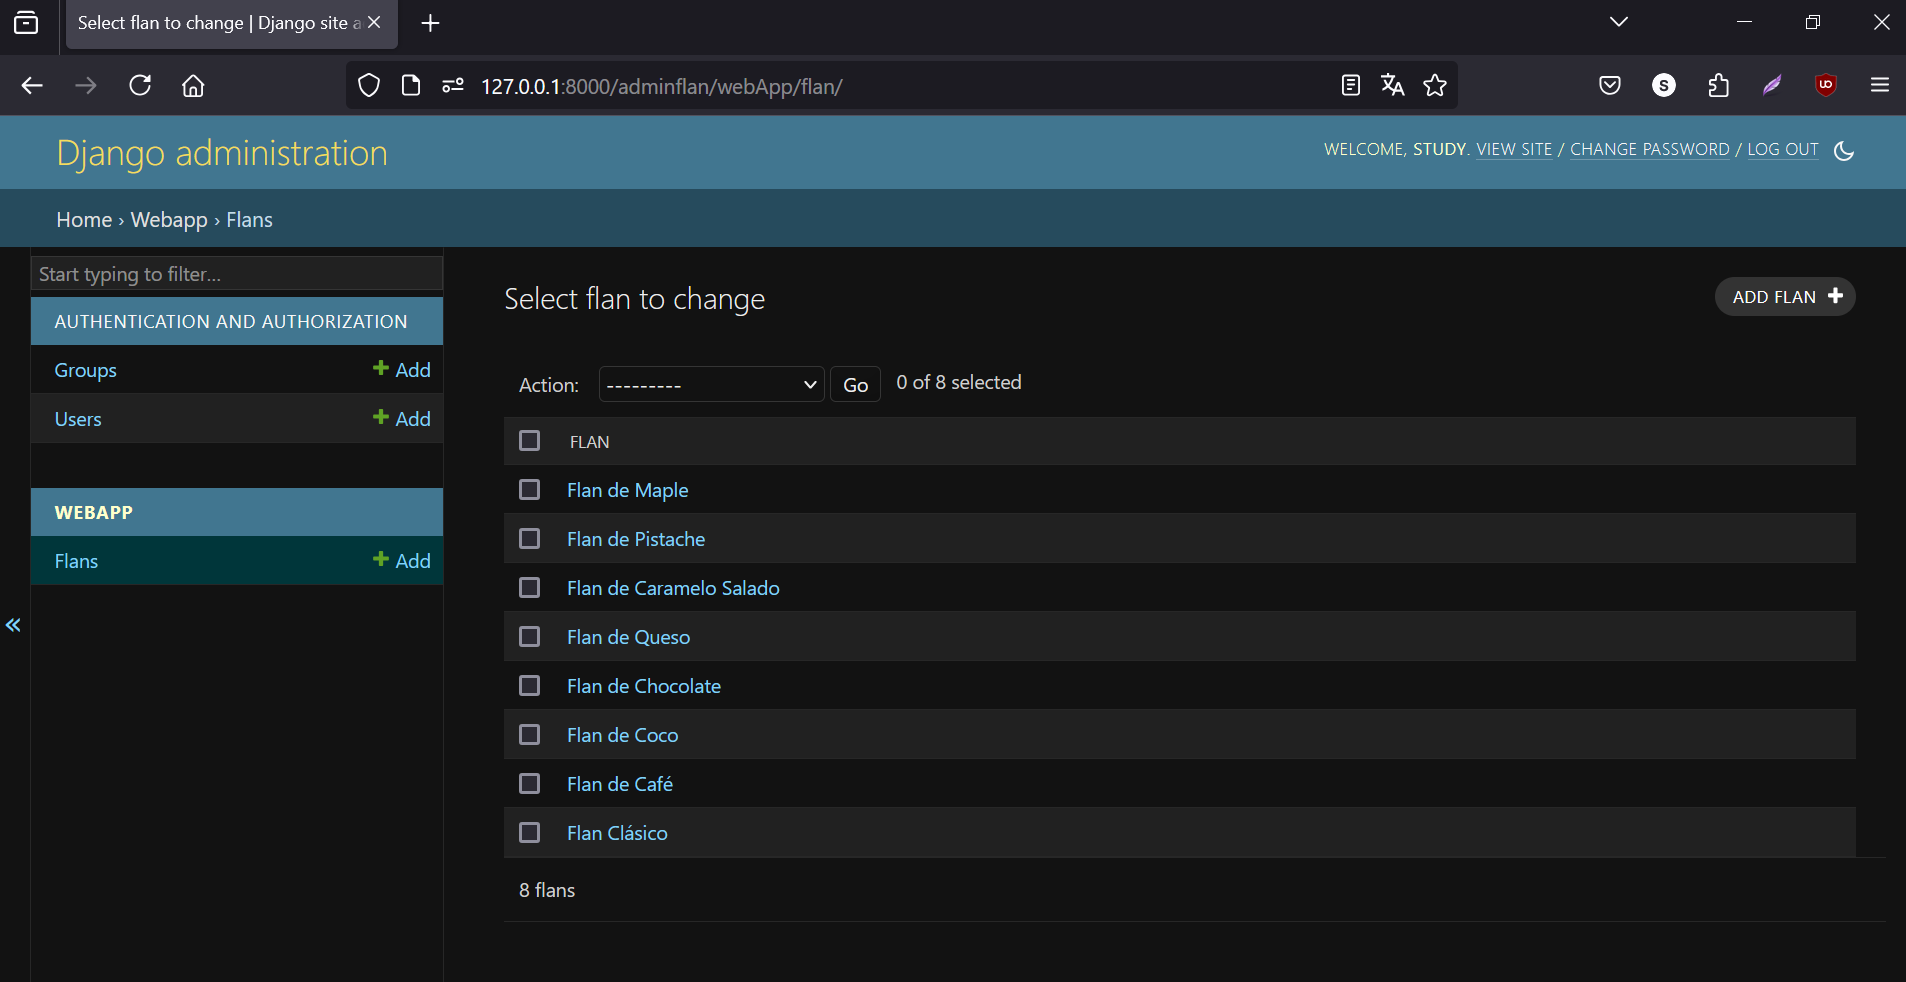 Select flan to change | Django site a
127.0.0.1:8000/adminflan/webApp/flan/
S
Django administration
WELCOME, STUDY. VIEW SITE / CHANGE PASSWORD / LOG OUT
Home › Webapp › Flans
Start typing to filter...
AUTHENTICATION AND AUTHORIZATION
Groups Add
Users Add
WEBAPP
Flans Add
«
Select flan to change
ADD FLAN
Action: --------- Go 0 of 8 selected
FLAN
Flan de Maple
Flan de Pistache
Flan de Caramelo Salado
Flan de Queso
Flan de Chocolate
Flan de Coco
Flan de Café
Flan Clásico
8 flans